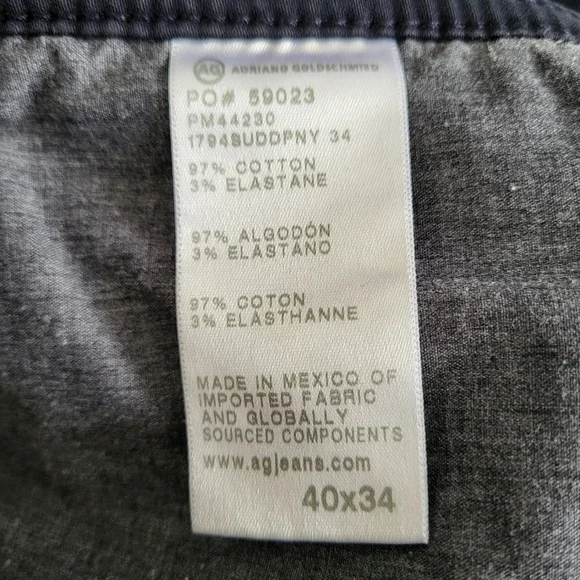 AG ADRIANO GOLDSCHMIED
PO# 59023
PM44230
1794SUDDPNY 34
97% COTTON
3% ELASTANE
97% ALGODÓN
3% ELASTANO
97% COTON
3% ELASTHANNE
MADE IN MEXICO OF
IMPORTED FABRIC
AND GLOBALLY
SOURCED COMPONENTS
www.agjeans.com
40x34